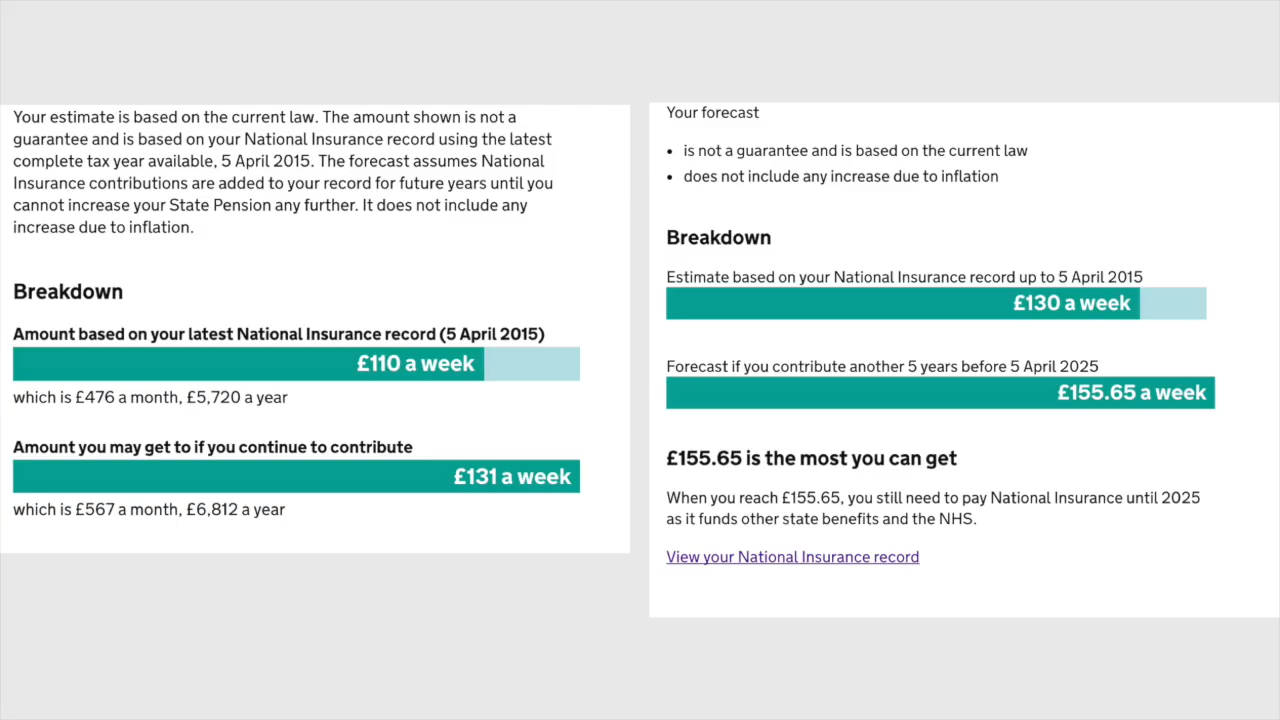 Your estimate is based on the current law. The amount shown is not a
guarantee and is based on your National Insurance record using the latest
complete tax year available, 5 April 2015. The forecast assumes National
Insurance contributions are added to your record for future years until you
cannot increase your State Pension any further. It does not include any
increase due to inflation.
Breakdown
Amount based on your latest National Insurance record (5 April 2015)
£110 a week
which is £476 a month, £5,720 a year
Amount you may get to if you continue to contribute
£131 a week
which is £567 a month, £6,812 a year
Your forecast
• is not a guarantee and is based on the current law
• does not include any increase due to inflation
Breakdown
Estimate based on your National Insurance record up to 5 April 2015
£130 a week
Forecast if you contribute another 5 years before 5 April 2025
£155.65 a week
£155.65 is the most you can get
When you reach £155.65, you still need to pay National Insurance until 2025
as it funds other state benefits and the NHS.
View your National Insurance record